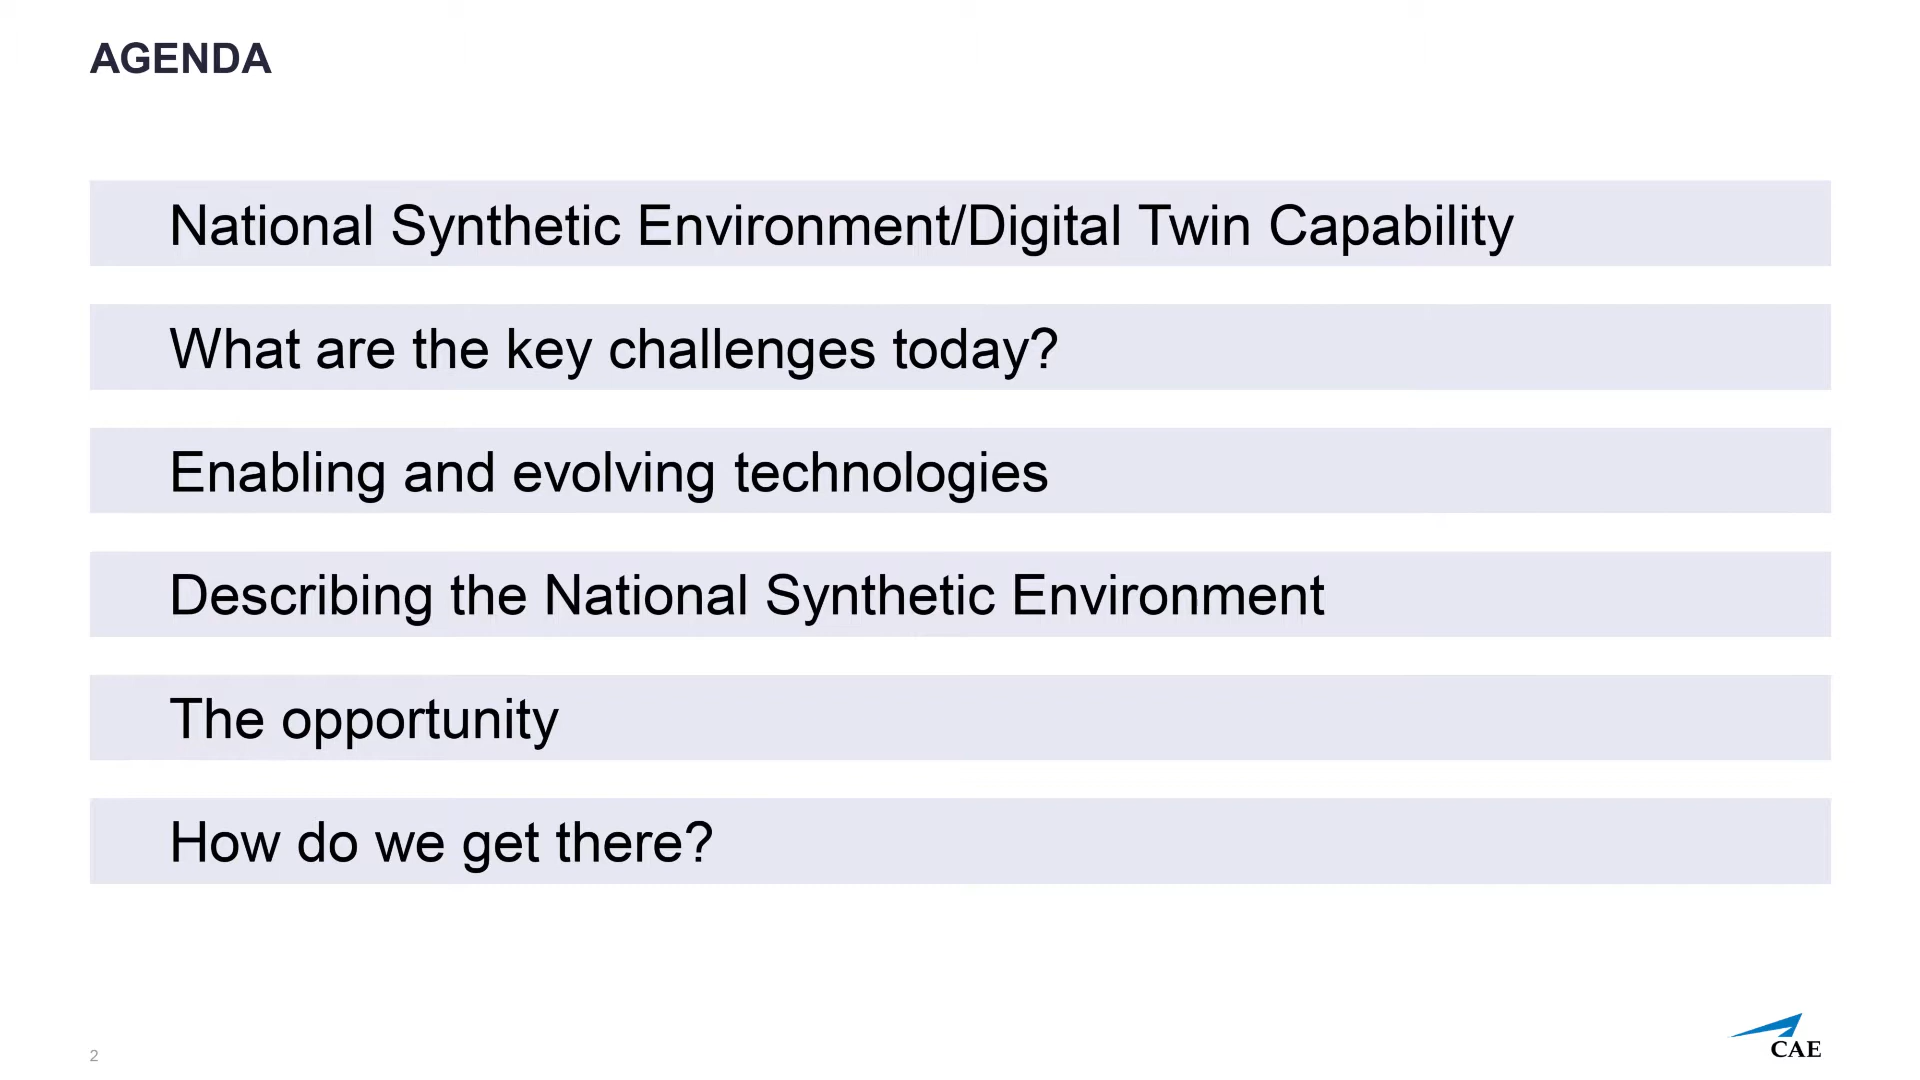 AGENDA
National Synthetic Environment/Digital Twin Capability
What are the key challenges today?
Enabling and evolving technologies
Describing the National Synthetic Environment
The opportunity
How do we get there?
2
CAE